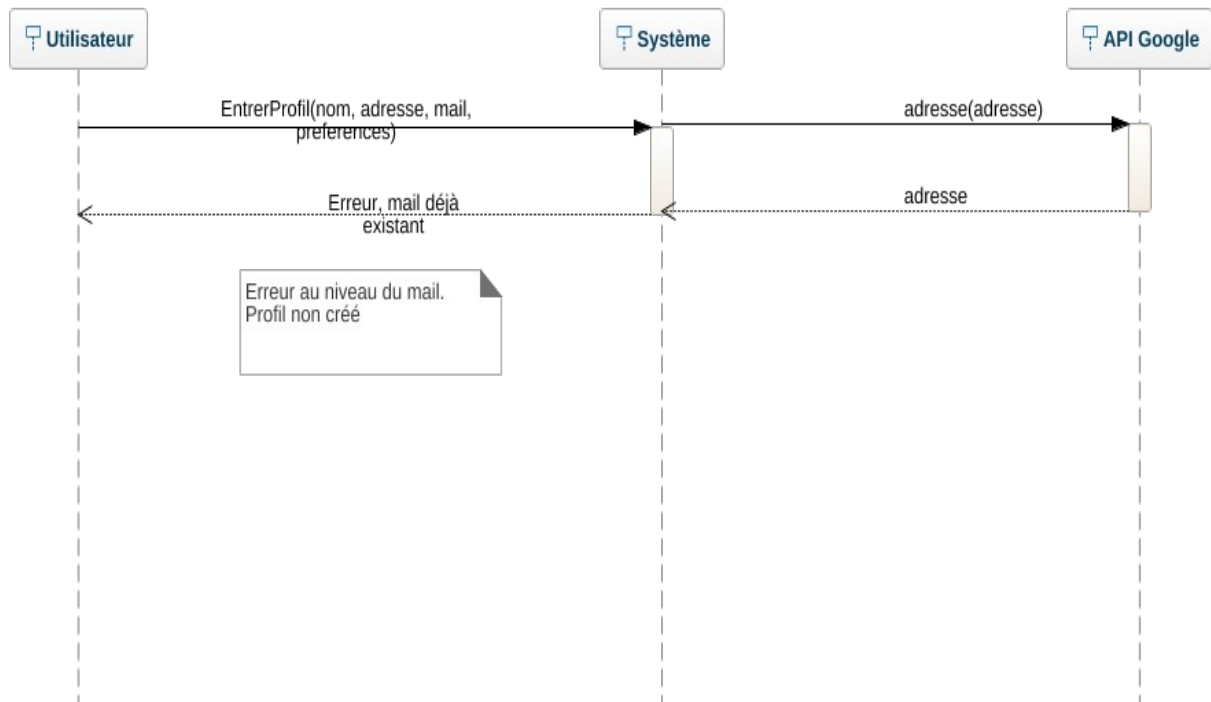 Utilisateur
Système
API Google
EntrerProfil(nom, adresse, mail,
preferences)
adresse(adresse)
Erreur, mail déjà
existant
adresse
Erreur au niveau du mail.
Profil non créé